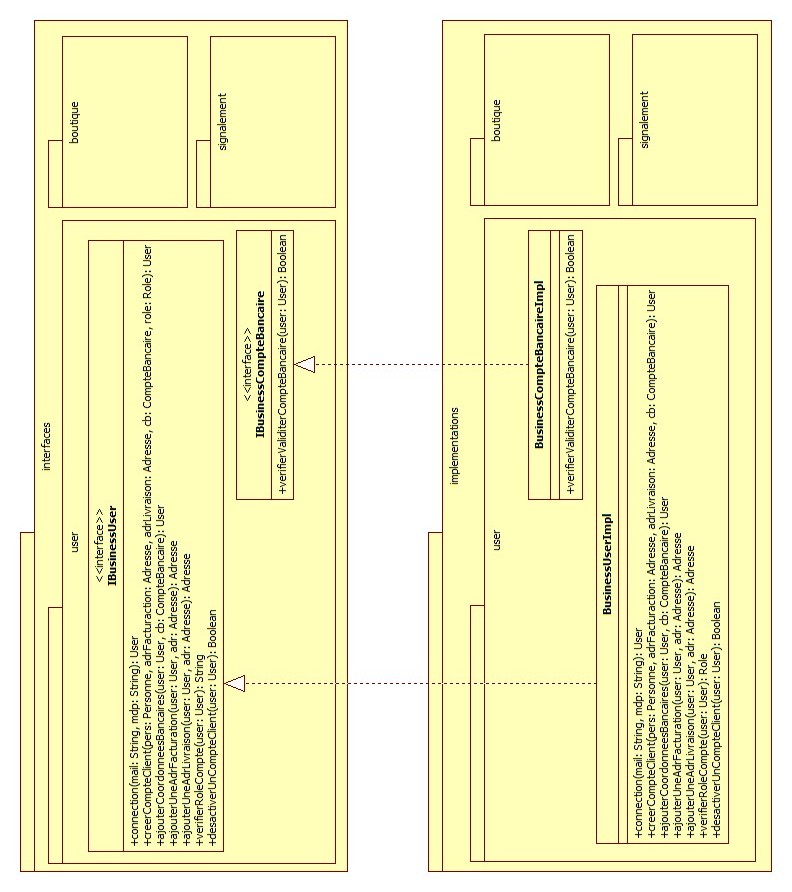 interfaces
user
<<interface>>
IBusinessUser
+connection(mail: String, mdp: String): User
+creerCompteClient(pers: Personne, adrFacturaction: Adresse, adrLivraison: Adresse, cb: CompteBancaire, role: Role): User
+ajouterCoordonneesBancaires(user: User, cb: CompteBancaire): User
+ajouterUneAdrFacturation(user: User, adr: Adresse): Adresse
+ajouterUneAdrLivraison(user: User, adr: Adresse): Adresse
+verifierRoleCompte(user: User): String
+desactiverUnCompteClient(user: User): Boolean
<<interface>>
IBusinessCompteBancaire
+verifierValiditerCompteBancaire(user: User): Boolean
boutique
signalement
implementations
user
BusinessCompteBancaireImpl
+verifierValiditerCompteBancaire(user: User): Boolean
BusinessUserImpl
+connection(mail: String, mdp: String): User
+creerCompteClient(pers: Personne, adrFacturaction: Adresse, adrLivraison: Adresse, cb: CompteBancaire): User
+ajouterCoordonneesBancaires(user: User, cb: CompteBancaire): User
+ajouterUneAdrFacturation(user: User, adr: Adresse): Adresse
+ajouterUneAdrLivraison(user: User, adr: Adresse): Adresse
+verifierRoleCompte(user: User): Role
+desactiverUnCompteClient(user: User): Boolean
boutique
signalement